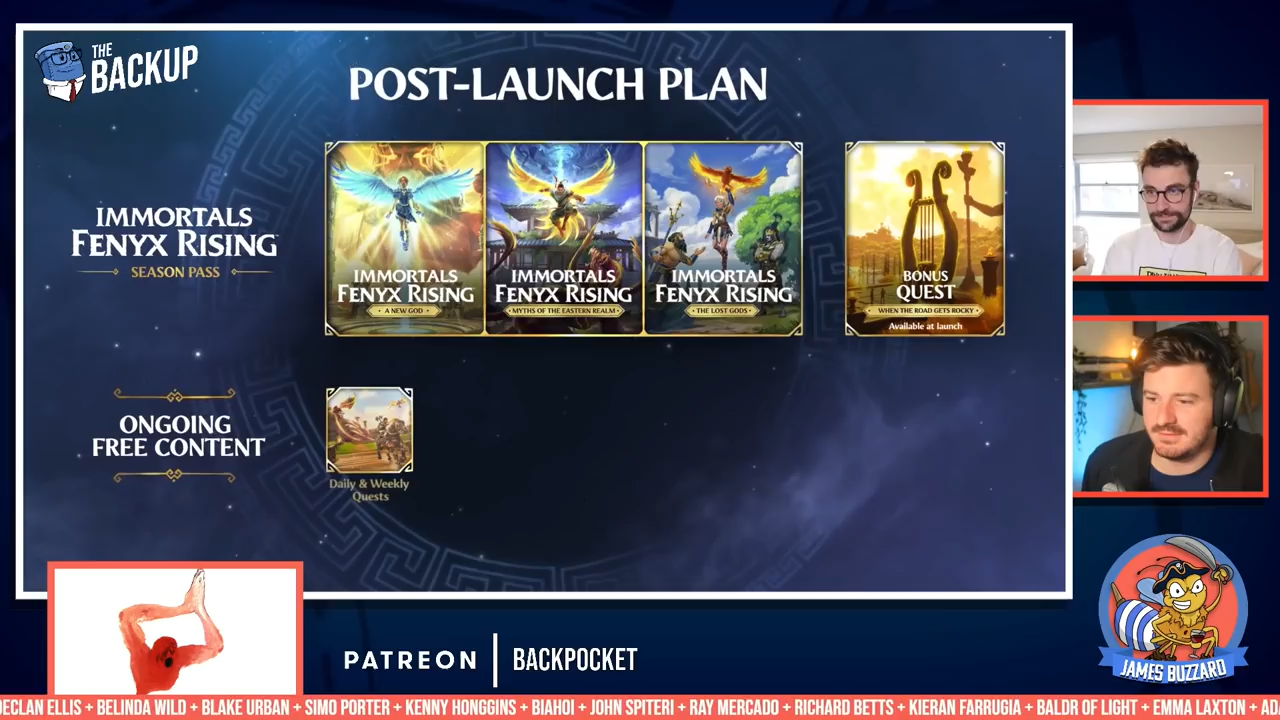 THE
BACKUP
POST-LAUNCH PLAN
IMMORTALS
FENYX RISING
SEASON PASS
IMMORTALS
FENYX RISING
A NEW GOD
IMMORTALS
FENYX RISING
MYTHS OF THE EASTERN REALM
IMMORTALS
FENYX RISING
THE LOST GODS
BONUS
QUEST
WHEN THE ROAD GETS ROCKY
Available at launch
ONGOING
FREE CONTENT
Daily & Weekly
Quests
PATREON
BACKPOCKET
JAMES BUZZARD
DECLAN ELLIS + BELINDA WILD + BLAKE URBAN + SIMO PORTER + KENNY HONGGINS + BIAHOI + JOHN SPITERI + RAY MERCADO + RICHARD BETTS + KIERAN FARRUGIA + BALDR OF LIGHT + EMMA LAXTON + AD